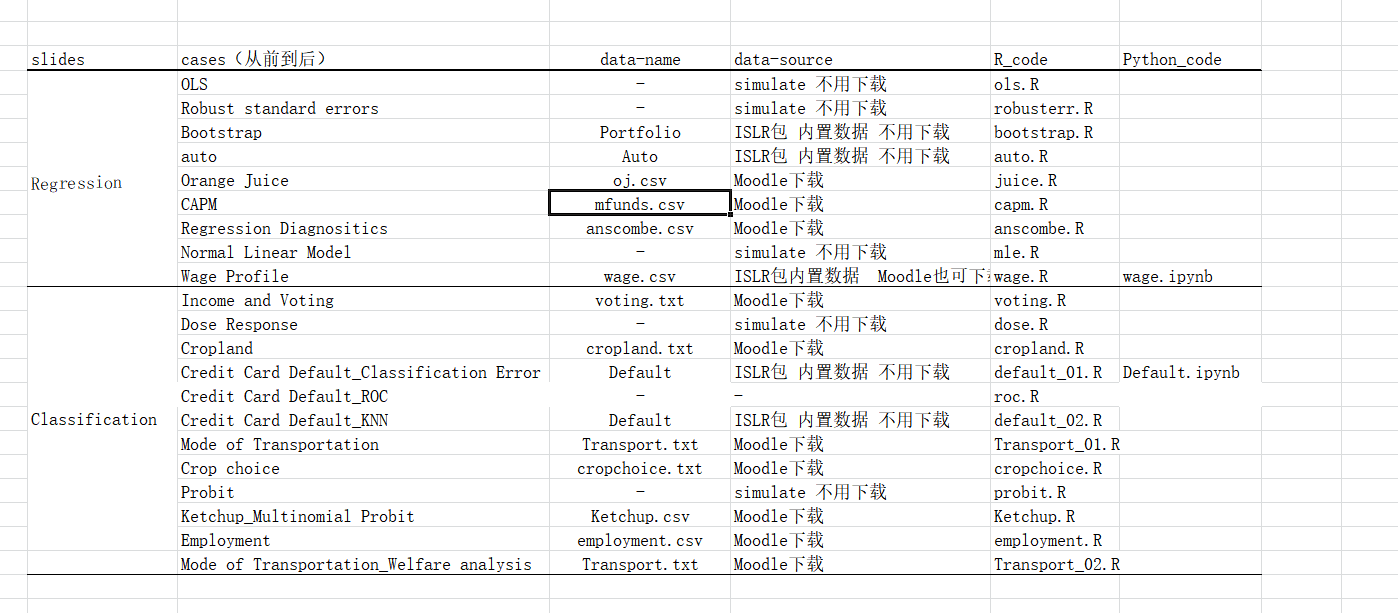 slides cases（从前到后） data-name data-source R_code Python_code
OLS - simulate 不用下载 ols.R
Robust standard errors - simulate 不用下载 robusterr.R
Bootstrap Portfolio ISLR包 内置数据 不用下载 bootstrap.R
auto Auto ISLR包 内置数据 不用下载 auto.R
Regression Orange Juice oj.csv Moodle下载 juice.R
CAPM mfunds.csv Moodle下载 capm.R
Regression Diagnositics anscombe.csv Moodle下载 anscombe.R
Normal Linear Model - simulate 不用下载 mle.R
Wage Profile wage.csv ISLR包内置数据 Moodle也可下 wage.R wage.ipynb
Income and Voting voting.txt Moodle下载 voting.R
Dose Response - simulate 不用下载 dose.R
Cropland cropland.txt Moodle下载 cropland.R
Credit Card Default_Classification Error Default ISLR包 内置数据 不用下载 default_01.R Default.ipynb
Credit Card Default_ROC - - roc.R
Classification Credit Card Default_KNN Default ISLR包 内置数据 不用下载 default_02.R
Mode of Transportation Transport.txt Moodle下载 Transport_01.R
Crop choice cropchoice.txt Moodle下载 cropchoice.R
Probit - simulate 不用下载 probit.R
Ketchup_Multinomial Probit Ketchup.csv Moodle下载 Ketchup.R
Employment employment.csv Moodle下载 employment.R
Mode of Transportation_Welfare analysis Transport.txt Moodle下载 Transport_02.R